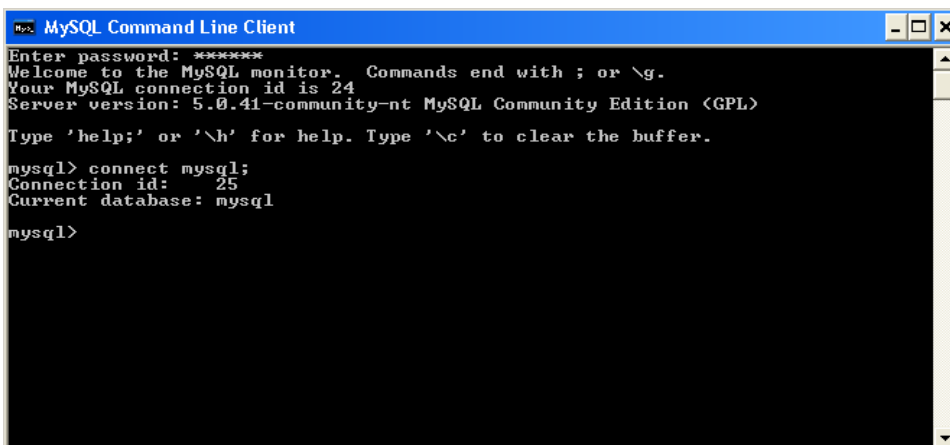 MySQL Command Line Client
Enter password: ******
Welcome to the MySQL monitor.  Commands end with ; or \g.
Your MySQL connection id is 24
Server version: 5.0.41-community-nt MySQL Community Edition (GPL)
Type 'help;' or '\h' for help. Type '\c' to clear the buffer.
mysql> connect mysql;
Connection id:    25
Current database: mysql
mysql>